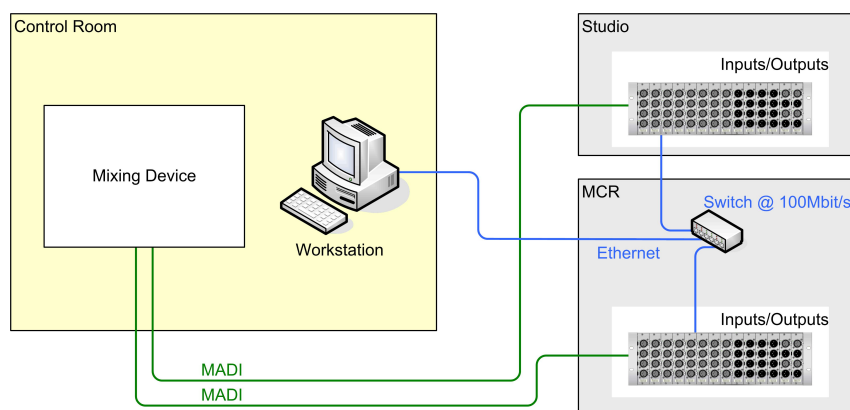 Control Room
Studio
Inputs/Outputs
Mixing Device
MCR
Switch @ 100Mbit/s
Workstation
Ethernet
Inputs/Outputs
MADI
MADI